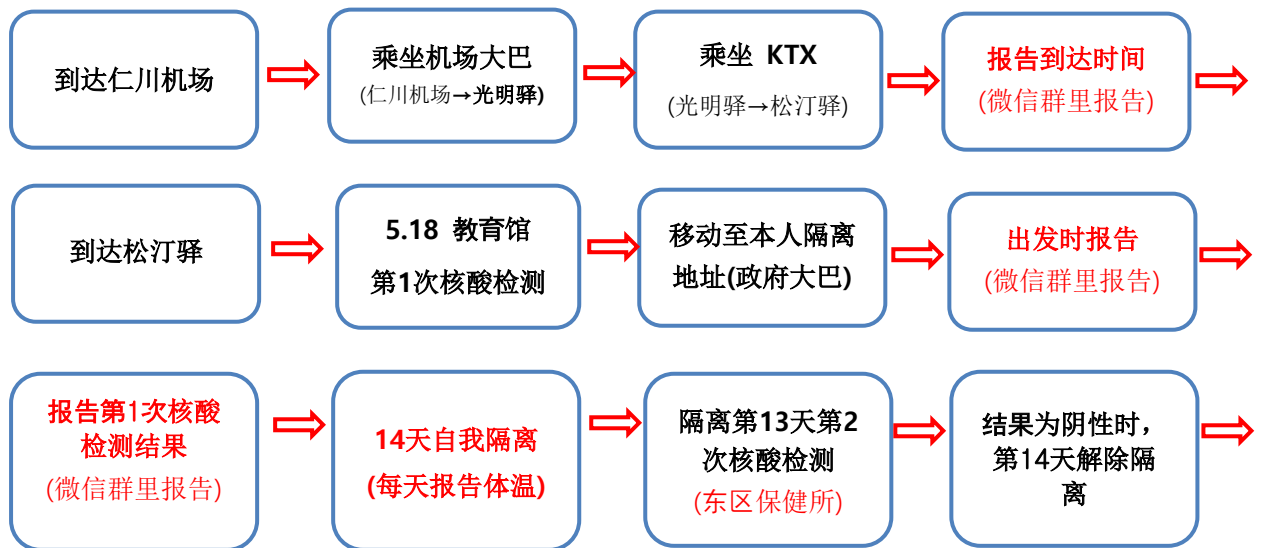 到达仁川机场
乘坐机场大巴
(仁川机场→光明驿)
乘坐 KTX
(光明驿→松汀驿)
报告到达时间
(微信群里报告)
到达松汀驿
5.18 教育馆
第1次核酸检测
移动至本人隔离
地址(政府大巴)
出发时报告
(微信群里报告)
报告第1次核酸
检测结果
(微信群里报告)
14天自我隔离
(每天报告体温)
隔离第13天第2
次核酸检测
(东区保健所)
结果为阴性时，
第14天解除隔
离